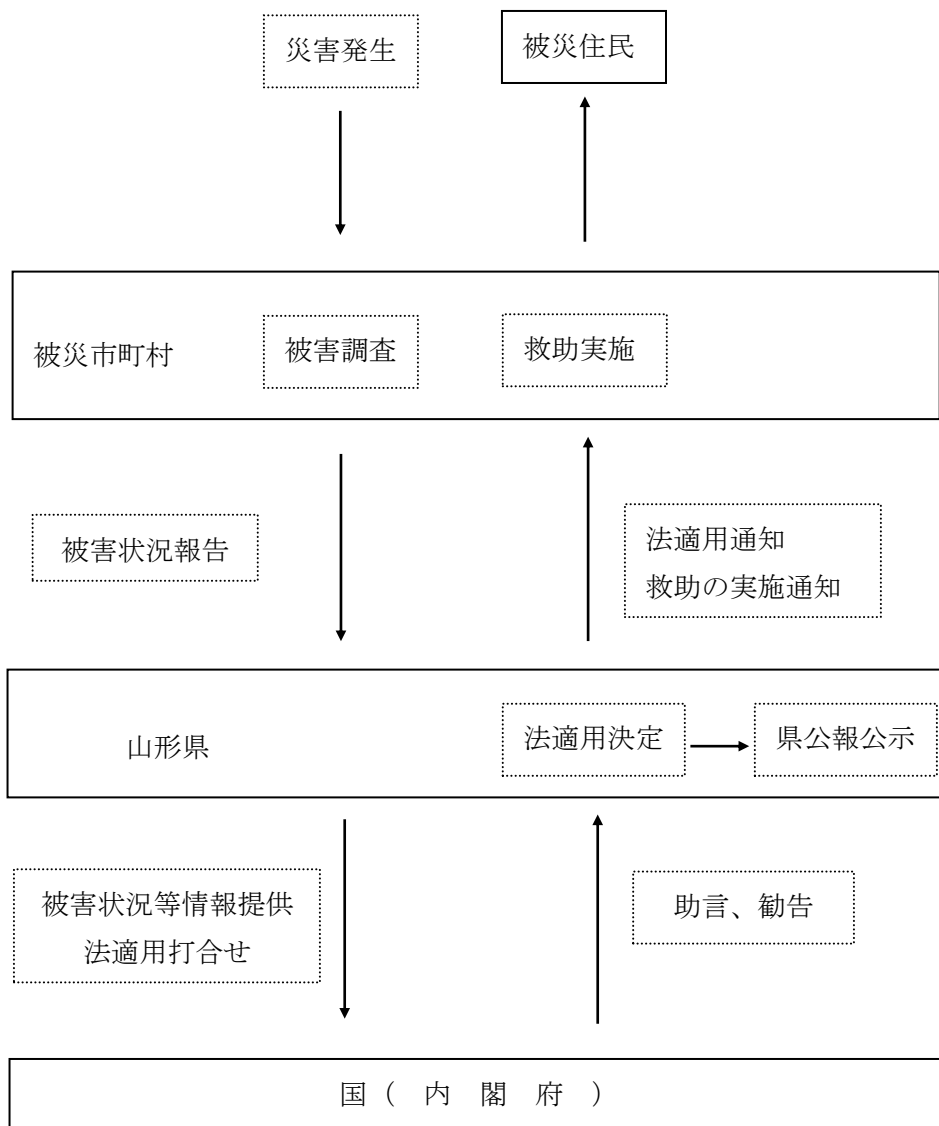 災害発生
被災住民
被災市町村
被害調査
救助実施
被害状況報告
法適用通知
救助の実施通知
山形県
法適用決定
県公報公示
被害状況等情報提供
法適用打合せ
助言、勧告
国（内閣府）